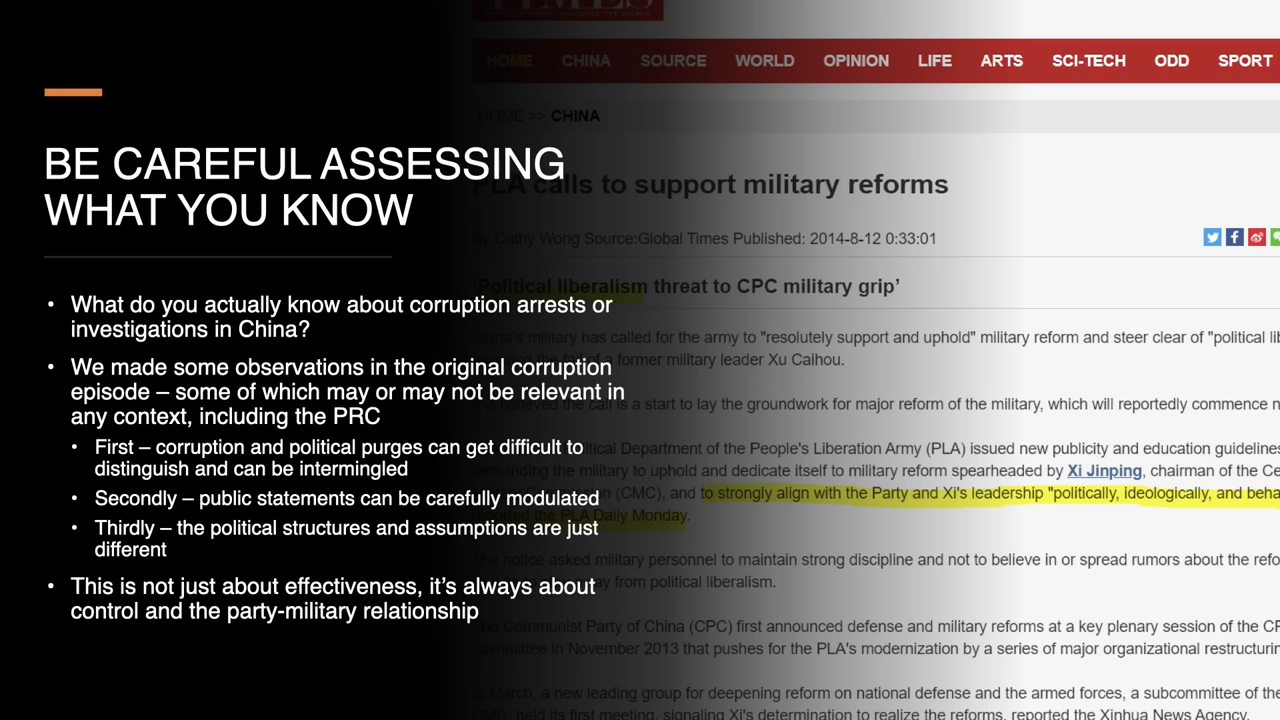 TIMES
HOME CHINA SOURCE WORLD OPINION LIFE ARTS SCI-TECH ODD SPORT
HOME >> CHINA
BE CAREFUL ASSESSING
WHAT YOU KNOW
• What do you actually know about corruption arrests or
investigations in China?
• We made some observations in the original corruption
episode – some of which may or may not be relevant in
any context, including the PRC
• First – corruption and political purges can get difficult to
distinguish and can be intermingled
• Secondly – public statements can be carefully modulated
• Thirdly – the political structures and assumptions are just
different
• This is not just about effectiveness, it's always about
control and the party-military relationship
PLA calls to support military reforms
By Cathy Wong Source:Global Times Published: 2014-8-12 0:33:01
'Political liberalism threat to CPC military grip'
China's military has called for the army to "resolutely support and uphold" military reform and steer clear of "political
the fall of a former military leader Xu Caihou.
believed the call is a start to lay the groundwork for major reform of the military, which will reportedly commence
Political Department of the People's Liberation Army (PLA) issued new publicity and education guidelines
demanding the military to uphold and dedicate itself to military reform spearheaded by Xi Jinping, chairman of the
(CMC), and to strongly align with the Party and Xi's leadership "politically, ideologically, and
reported the PLA Daily Monday.
The notice asked military personnel to maintain strong discipline and not to believe in or spread rumors about the
away from political liberalism.
The Communist Party of China (CPC) first announced defense and military reforms at a key plenary session of the
Committee in November 2013 that pushes for the PLA's modernization by a series of major organizational
In March, a new leading group for deepening reform on national defense and the armed forces, a subcommittee of the
CMC, held its first meeting, signaling Xi's determination to realize the reforms, reported the Xinhua News Agency.